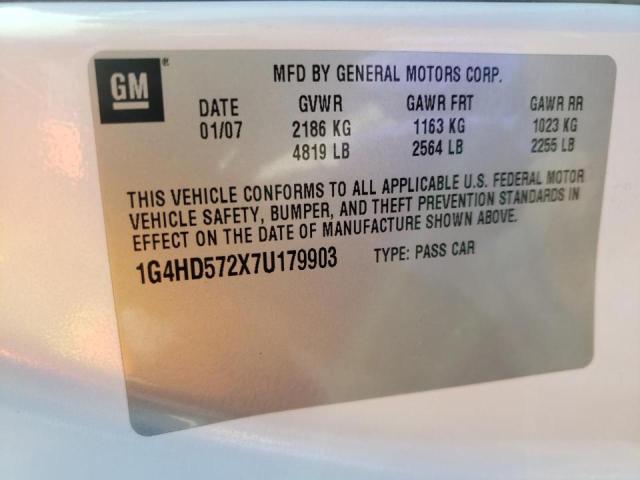 GM®
MFD BY GENERAL MOTORS CORP.
DATE GVWR GAWR FRT GAWR RR
01/07 2186 KG 1163 KG 1023 KG
4819 LB 2564 LB 2255 LB
THIS VEHICLE CONFORMS TO ALL APPLICABLE U.S. FEDERAL MOTOR
VEHICLE SAFETY, BUMPER, AND THEFT PREVENTION STANDARDS IN
EFFECT ON THE DATE OF MANUFACTURE SHOWN ABOVE.
1G4HD572X7U179903 TYPE: PASS CAR